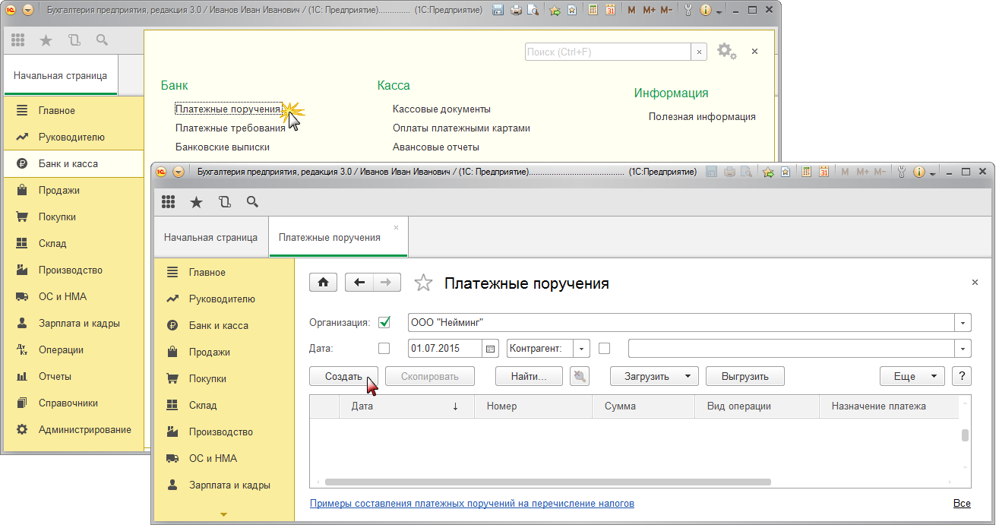 Бухгалтерия предприятия, редакция 3.0 / Иванов Иван Иванович / (1С: Предприятие)............. (1С:Предприятие) 31 M M+ M-
Поиск (Ctrl+F)
Начальная страница
Банк
Касса
Информация
Платежные поручения
Кассовые документы
Полезная информация
Платежные требования
Оплаты платежными картами
Банковские выписки
Авансовые отчеты
Главное
Руководителю
Банк и касса
Продажи
Покупки
Склад
Производство
ОС и НМА
Зарплата и кадры
Операции
Отчеты
Справочники
Администрирование
Бухгалтерия предприятия, редакция 3.0 / Иванов Иван Иванович / (1С: Предприятие)....................................... (1С:Предприятие) 31 M M+ M-
Начальная страница
Платежные поручения
Главное
Руководителю
Банк и касса
Продажи
Покупки
Склад
Производство
ОС и НМА
Зарплата и кадры
Платежные поручения
Организация: ООО "Нейминг"
Дата: 01.07.2015 Контрагент:
Создать Скопировать Найти... Загрузить Выгрузить Еще ?
Дата ↓ Номер Сумма Вид операции Назначение платежа
Примеры составления платежных поручений на перечисление налогов Все